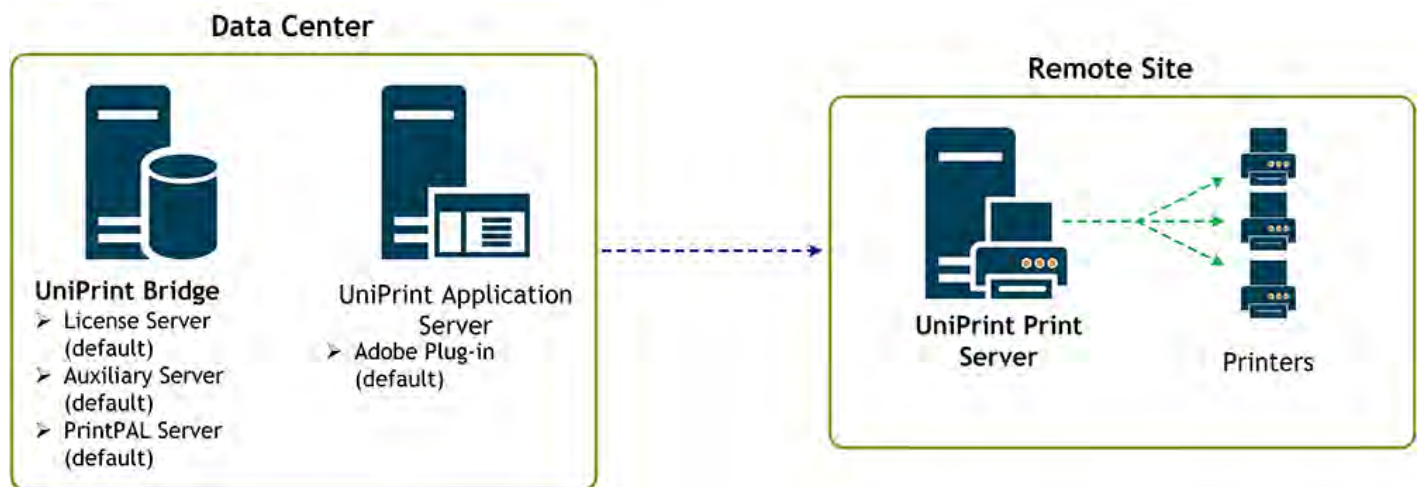 Data Center
UniPrint Bridge
➢ License Server
(default)
➢ Auxiliary Server
(default)
➢ PrintPAL Server
(default)
UniPrint Application
Server
➢ Adobe Plug-in
(default)
Remote Site
UniPrint Print
Server
Printers